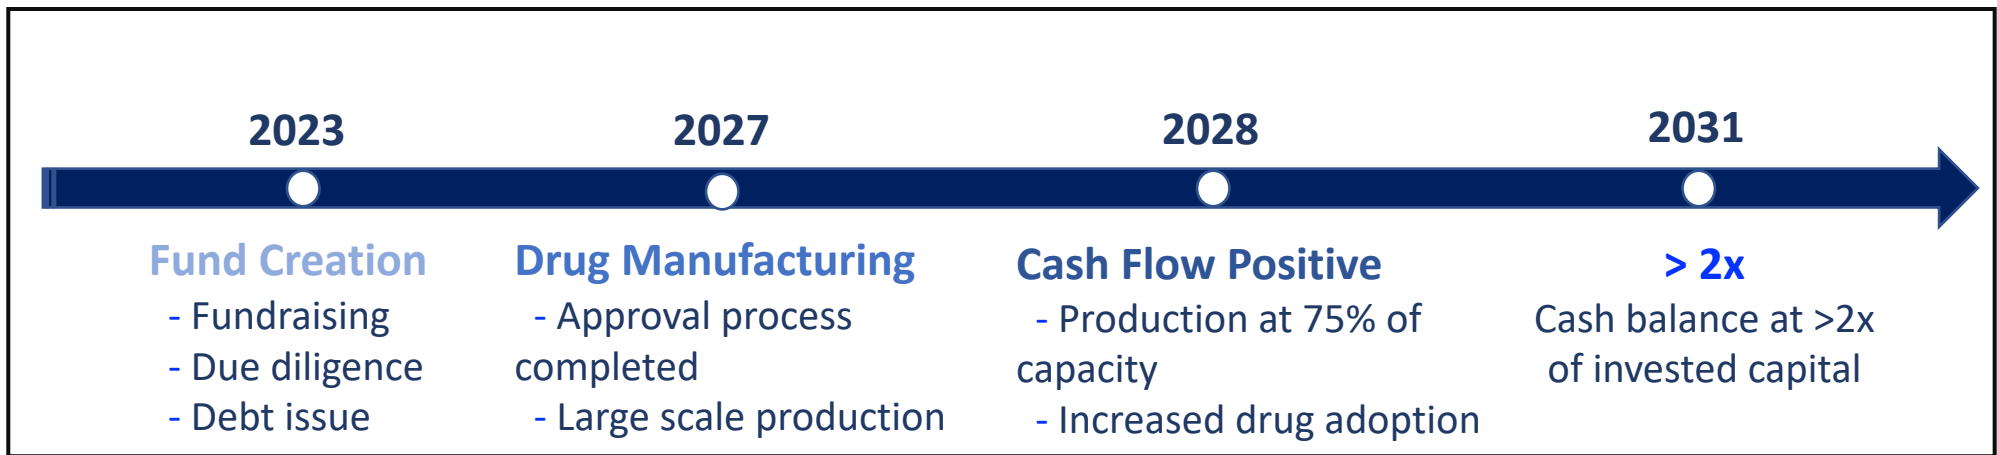 2023
2027
2028
2031
Fund Creation
- Fundraising
- Due diligence
- Debt issue
Drug Manufacturing
- Approval process
completed
- Large scale production
Cash Flow Positive
- Production at 75% of
capacity
- Increased drug adoption
> 2x
Cash balance at >2x
of invested capital